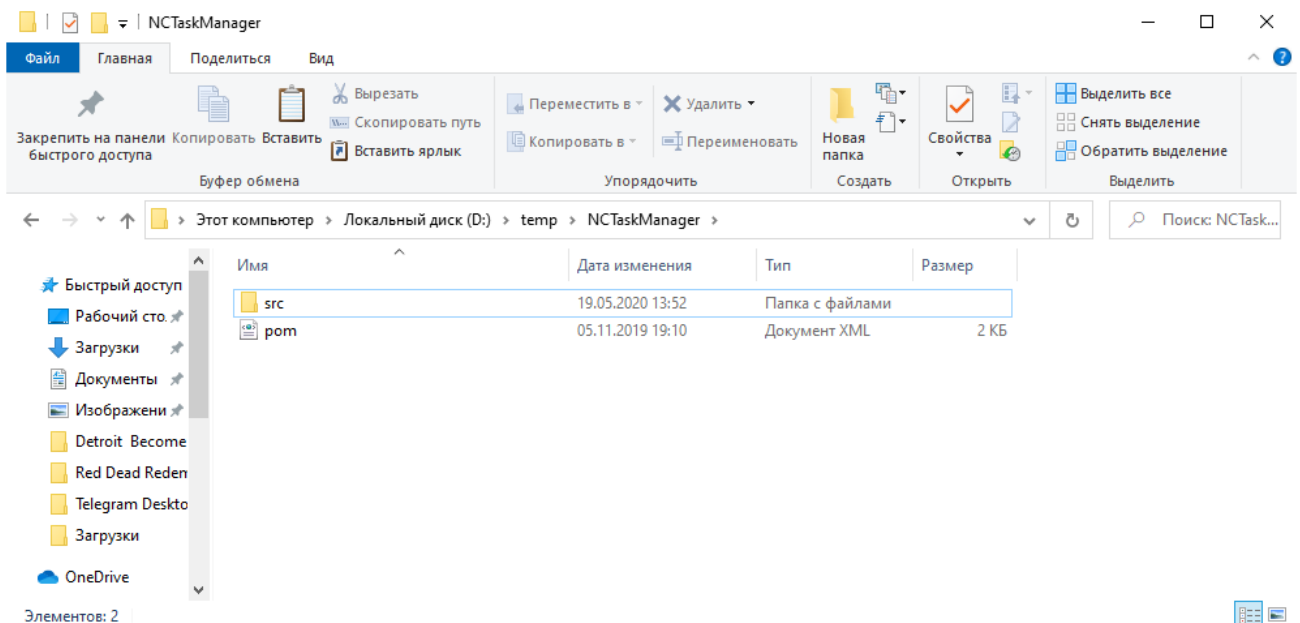 NCTaskManager
Файл Главная Поделиться Вид
Закрепить на панели быстрого доступа
Копировать
Вставить
Вырезать
Скопировать путь
Вставить ярлык
Буфер обмена
Переместить в
Копировать в
Удалить
Переименовать
Упорядочить
Новая папка
Создать
Свойства
Открыть
Выделить все
Снять выделение
Обратить выделение
Выделить
Этот компьютер > Локальный диск (D:) > temp > NCTaskManager >
Поиск: NCTask...
Имя Дата изменения Тип Размер
src 19.05.2020 13:52 Папка с файлами
pom 05.11.2019 19:10 Документ XML 2 КБ
Быстрый доступ
Рабочий сто.
Загрузки
Документы
Изображени
Detroit Become
Red Dead Redem
Telegram Deskto
Загрузки
OneDrive
Элементов: 2